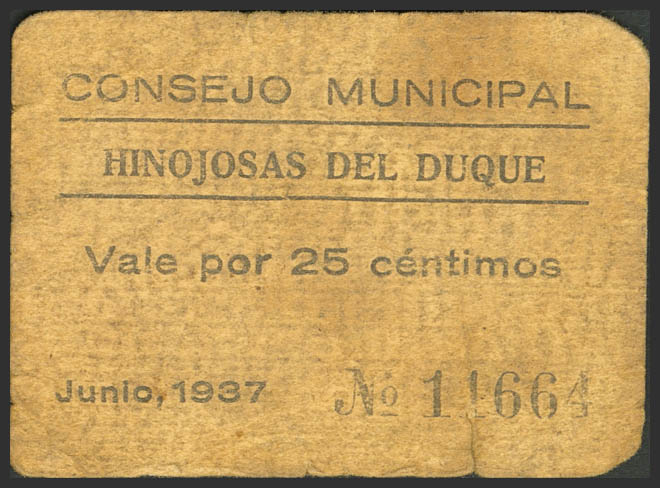 CONSEJO MUNICIPAL
HINOJOSAS DEL DUQUE
Vale por 25 céntimos
Junio, 1937 Nº 11664